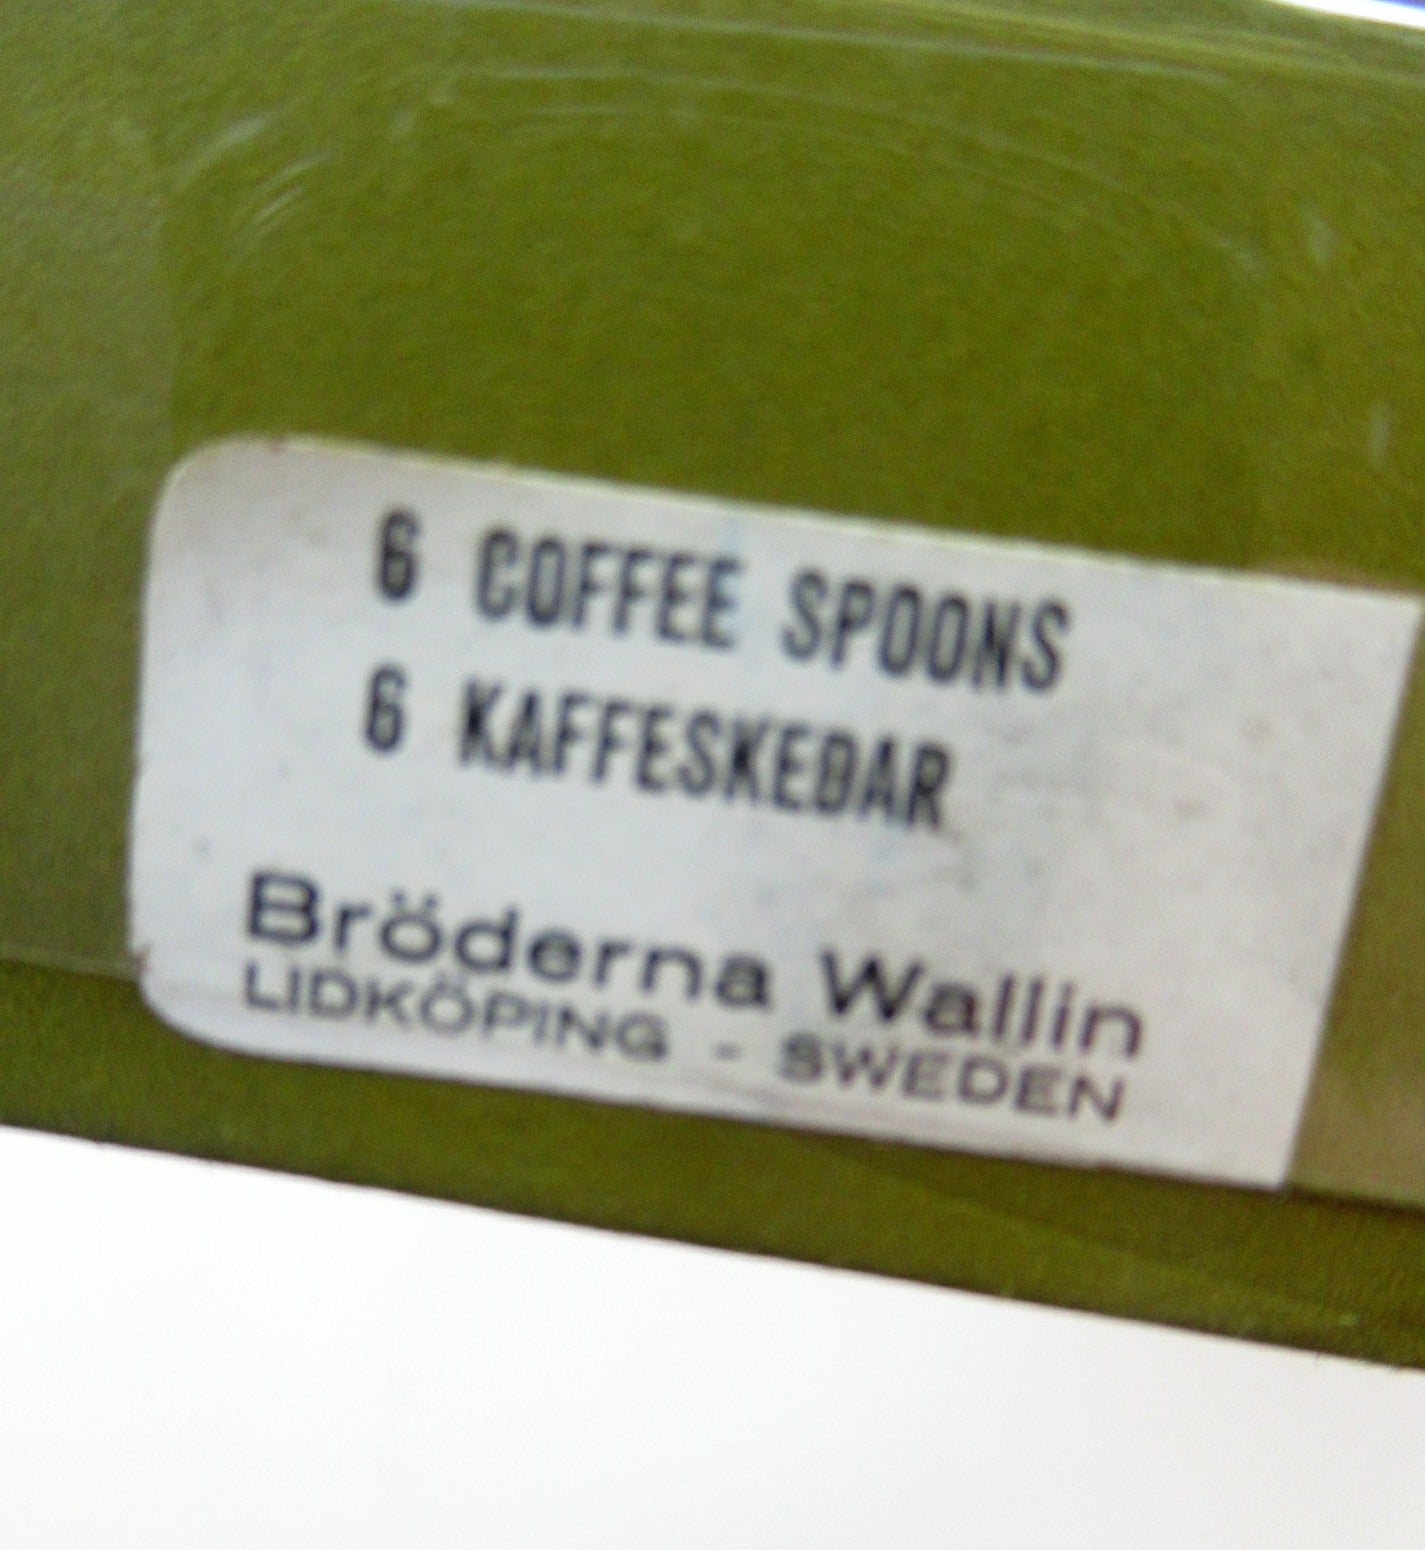 6 COFFEE SPOONS
6 KAFFESKEDAR
Bröderna Wallin
LIDKÖPING - SWEDEN